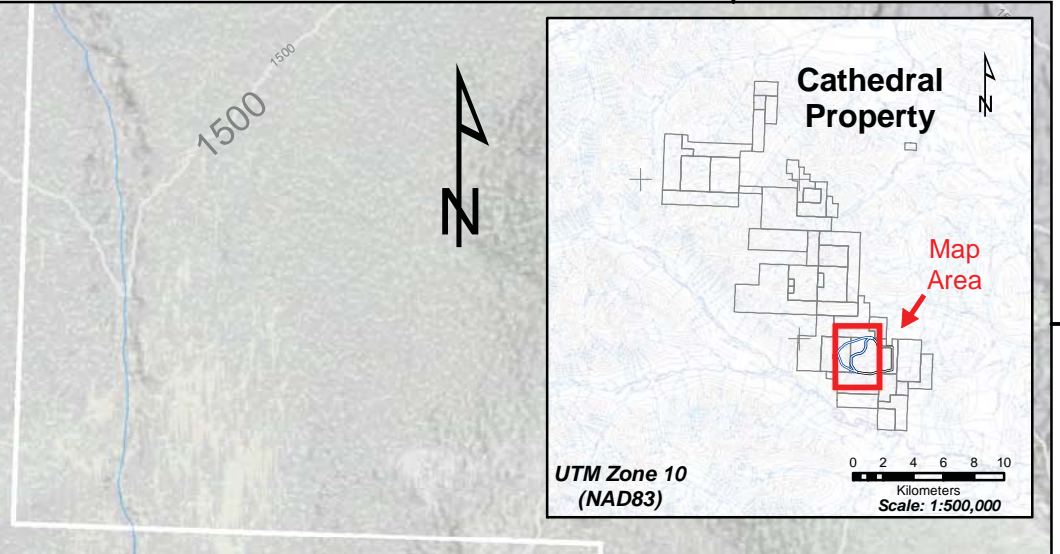 1500
1500
N
Cathedral
Property
N
Map
Area
UTM Zone 10
(NAD83)
0 2 4 6 8 10
Kilometers
Scale: 1:500,000